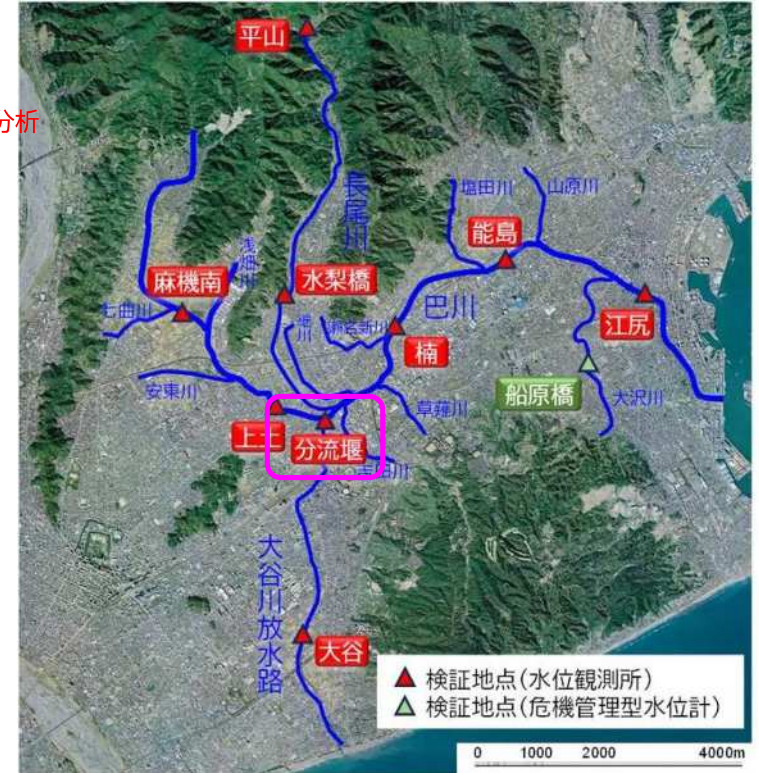 平山
分析
長尾川
塩田川
山原川
能島
浅畑川
麻機南
水梨橋
七曲川
巴川
江尻
楠
安東川
船原橋
大沢川
草薙川
上土
分流堰
吉田川
大谷川放水路
大谷
検証地点(水位観測所)
検証地点(危機管理型水位計)
0 1000 2000 4000m